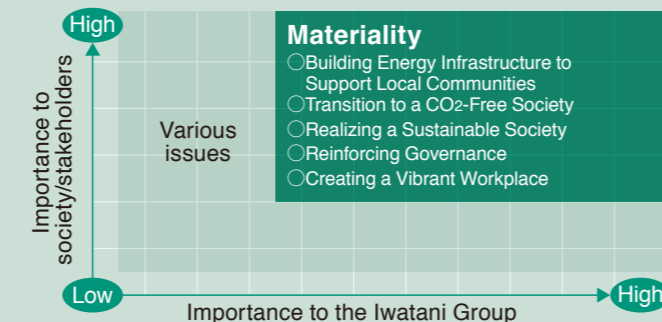 High
Importance to
society/stakeholders
Various
issues
Materiality
○Building Energy Infrastructure to
Support Local Communities
○Transition to a CO2-Free Society
○Realizing a Sustainable Society
○Reinforcing Governance
○Creating a Vibrant Workplace
Low
High
Importance to the Iwatani Group